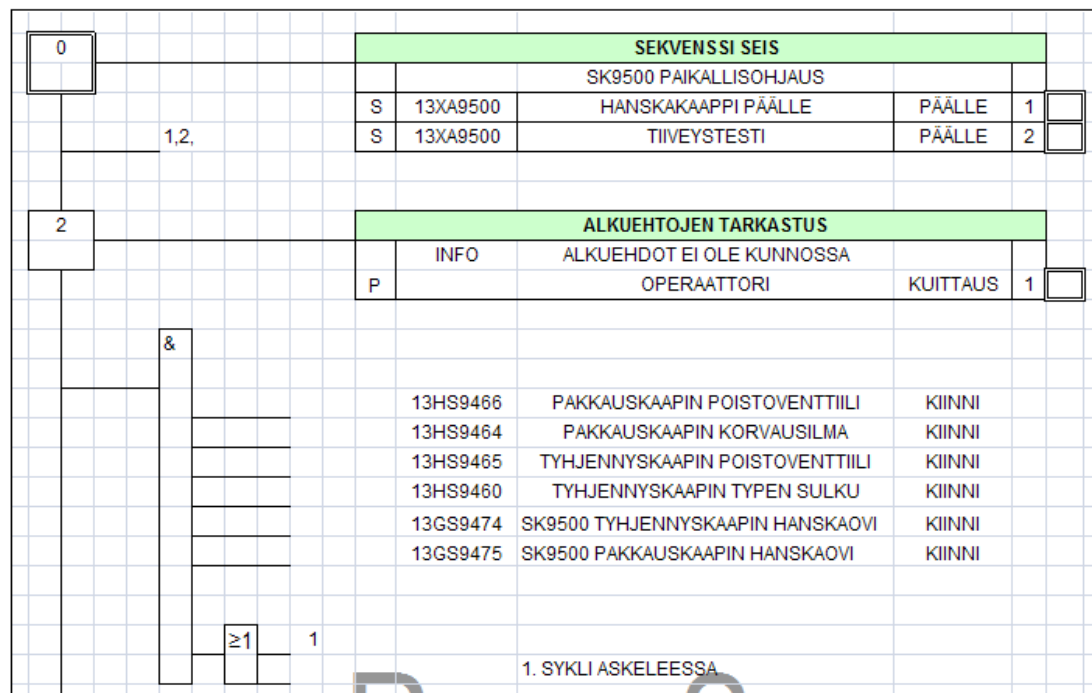 0 SEKVENSSI SEIS
SK9500 PAIKALLISOHJAUS
S 13XA9500 HANSKAKAAPPI PÄÄLLE PÄÄLLE 1
1,2, S 13XA9500 TIIVEYSTESTI PÄÄLLE 2
2 ALKUEHTOJEN TARKASTUS
INFO ALKUEHDOT EI OLE KUNNOSSA
P OPERAATTORI KUITTAUS 1
&
13HS9466 PAKKAUSKAAPIN POISTOVENTTIILI KIINNI
13HS9464 PAKKAUSKAAPIN KORVAUSILMA KIINNI
13HS9465 TYHJENNYSKAAPIN POISTOVENTTIILI KIINNI
13HS9460 TYHJENNYSKAAPIN TYPEN SULKU KIINNI
13GS9474 SK9500 TYHJENNYSKAAPIN HANSKAOVI KIINNI
13GS9475 SK9500 PAKKAUSKAAPIN HANSKAOVI KIINNI
≥1 1
1. SYKLI ASKELEESSA